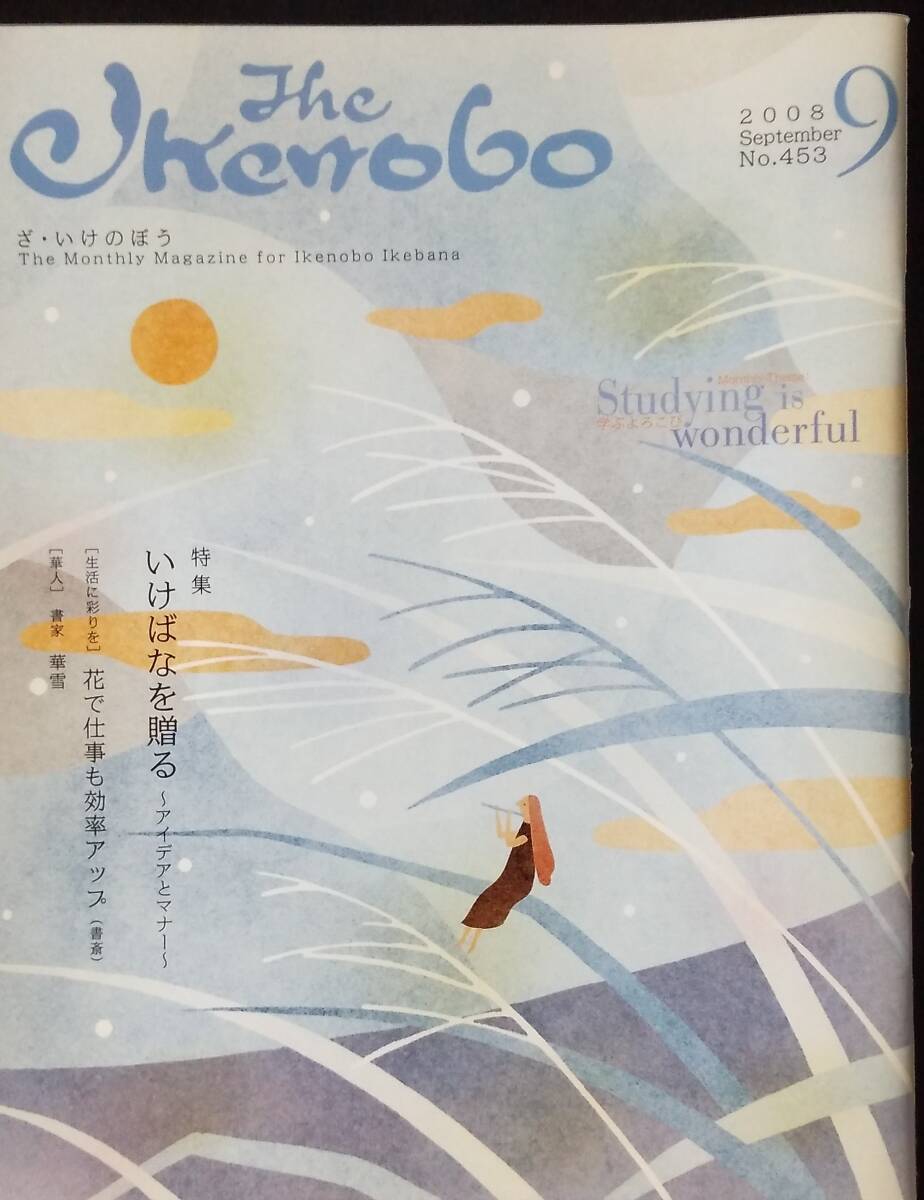 The
Ikenobo
2008
September
No.453
9
ざ・いけのぼう
The Monthly Magazine for Ikenobo Ikebana
Monthly Theme
Studying is
学ぶよろこび
wonderful
特集
いけばなを贈る ～アイデアとマナー～
［生活に彩りを］ 花で仕事も効率アップ（書斎）
［華人］ 書家 華雪